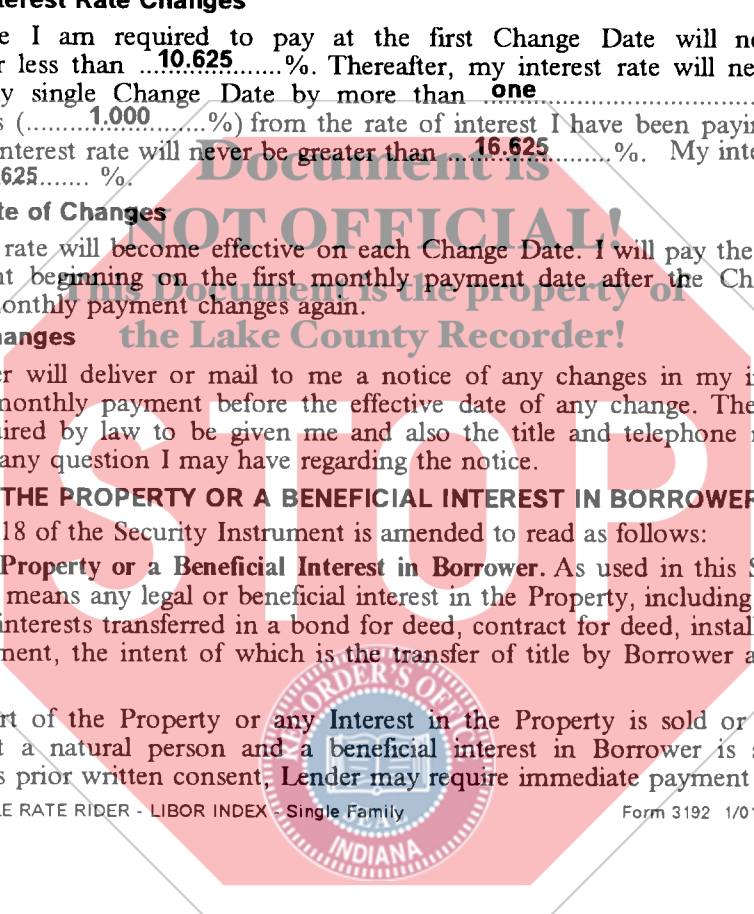 terest Rate Changes
e I am required to pay at the first Change Date will
r less than ...10.625......%. Thereafter, my interest rate will
y single Change Date by more than .one
s (..........1.000.........%) from the rate of interest I have been
nterest rate will never be greater than ....16.625..........%. My
625....... %.
te of Changes
rate will become effective on each Change Date. I will pay the
nt beginning on the first monthly payment date after the
onthly payment changes again.
anges
er will deliver or mail to me a notice of any changes in my
monthly payment before the effective date of any change. The
ired by law to be given me and also the title and telephone
any question I may have regarding the notice.
THE PROPERTY OR A BENEFICIAL INTEREST IN BORROWER
18 of the Security Instrument is amended to read as follows:
Property or a Beneficial Interest in Borrower. As used in this
means any legal or beneficial interest in the Property, including
interests transferred in a bond for deed, contract for deed,
ment, the intent of which is the transfer of title by Borrower
rt of the Property or any Interest in the Property is sold or
t a natural person and a beneficial interest in Borrower is
s prior written consent, Lender may require immediate payment
LE RATE RIDER - LIBOR INDEX - Single Family
Form 3192 1/01
Document is
NOT OFFICIAL!
This Document is the property of
the Lake County Recorder!
STOP
RECORDER'S OFFICE
SEAL
INDIANA